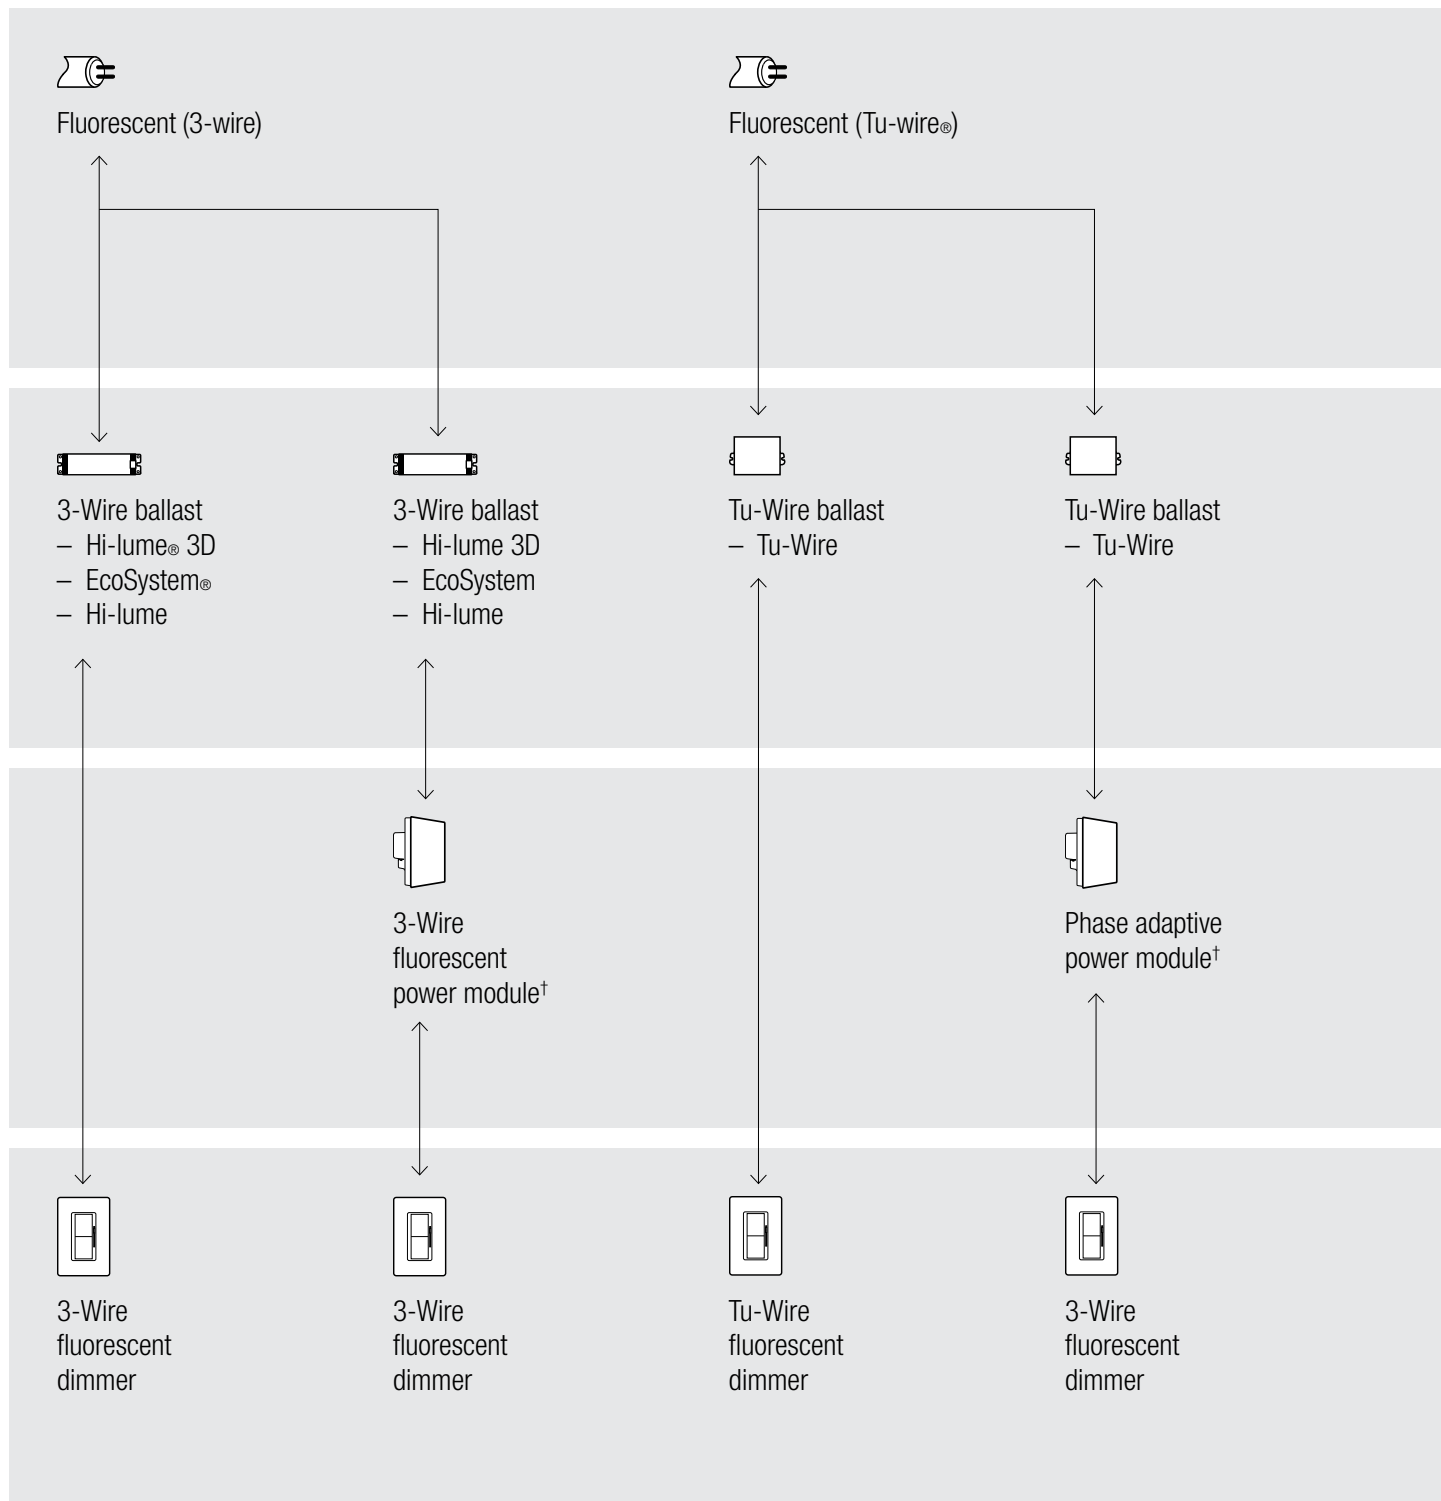 Fluorescent (3-wire)
Fluorescent (Tu-wire®)
3-Wire ballast
– Hi-lume® 3D
– EcoSystem®
– Hi-lume
3-Wire ballast
– Hi-lume 3D
– EcoSystem
– Hi-lume
Tu-Wire ballast
– Tu-Wire
Tu-Wire ballast
– Tu-Wire
3-Wire
fluorescent
power module†
Phase adaptive
power module†
3-Wire
fluorescent
dimmer
3-Wire
fluorescent
dimmer
Tu-Wire
fluorescent
dimmer
3-Wire
fluorescent
dimmer